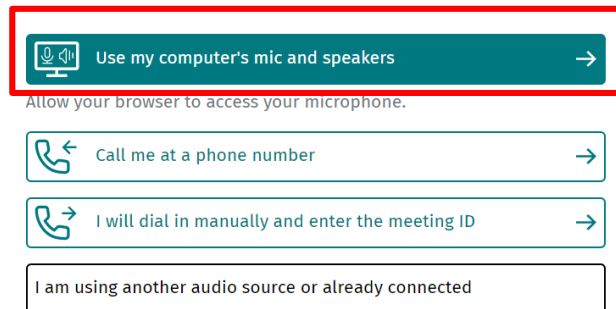 Use my computer's mic and speakers
Allow your browser to access your microphone.
Call me at a phone number
I will dial in manually and enter the meeting ID
I am using another audio source or already connected